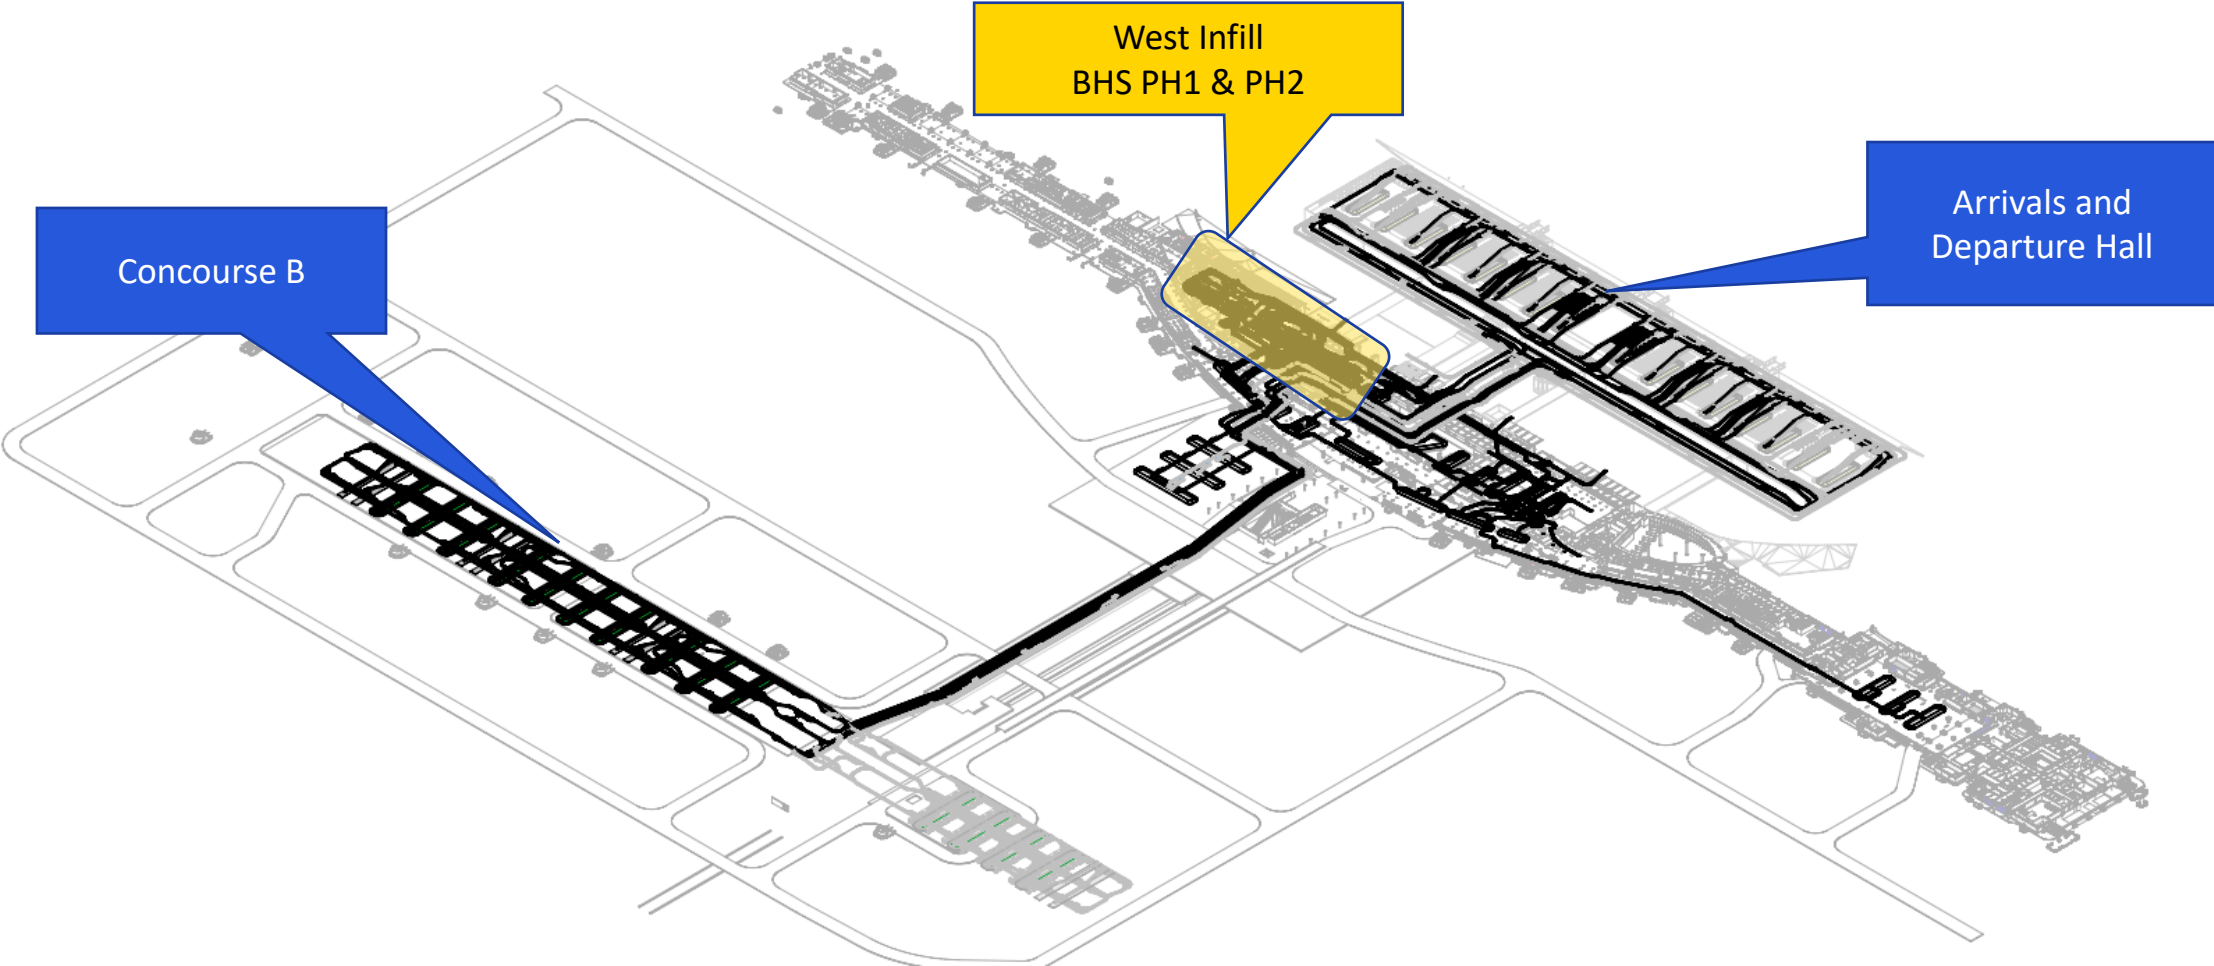 West Infill
BHS PH1 & PH2
Arrivals and
Departure Hall
Concourse B